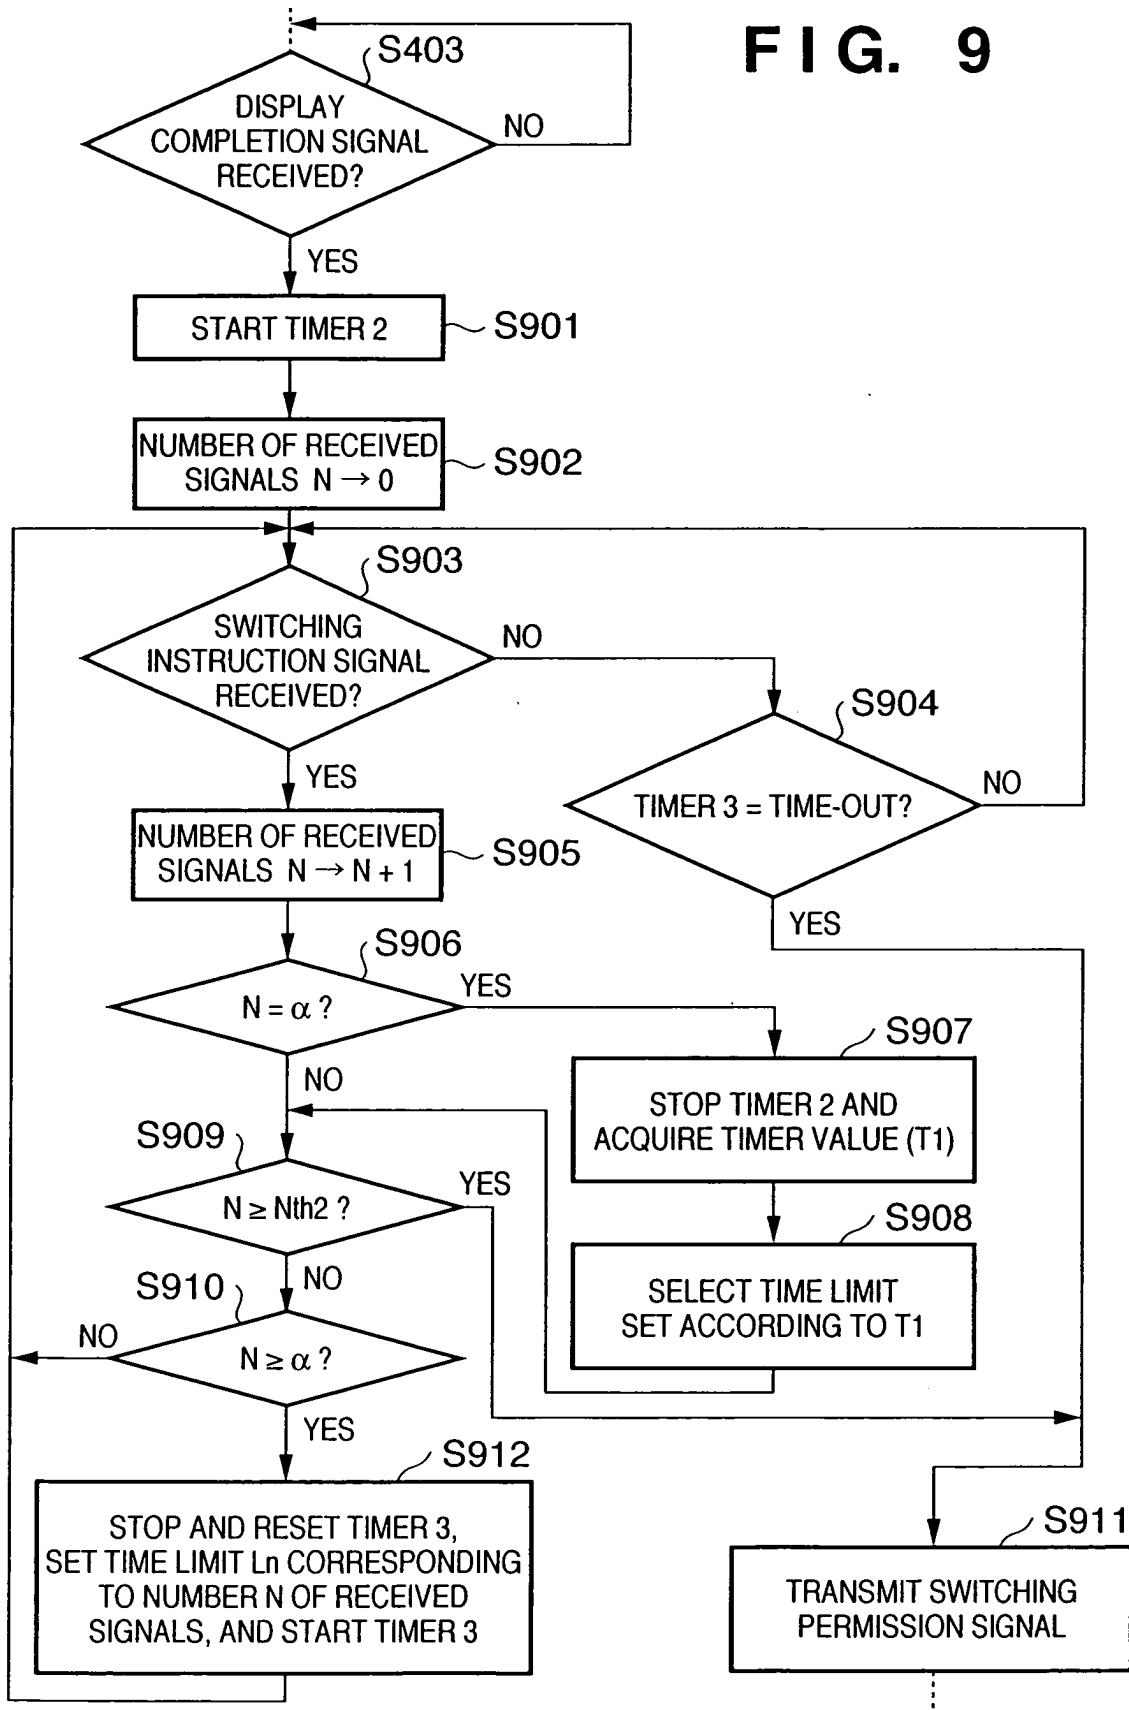 FIG. 9
S403
DISPLAY
COMPLETION SIGNAL
RECEIVED?
NO
YES
START TIMER 2
S901
NUMBER OF RECEIVED
SIGNALS N → 0
S902
S903
SWITCHING
INSTRUCTION SIGNAL
RECEIVED?
NO
YES
S904
TIMER 3 = TIME-OUT?
NO
YES
NUMBER OF RECEIVED
SIGNALS N → N + 1
S905
S906
N = α ?
YES
NO
S907
STOP TIMER 2 AND
ACQUIRE TIMER VALUE (T1)
S908
SELECT TIME LIMIT
SET ACCORDING TO T1
S909
N ≥ Nth2 ?
YES
NO
S910
N ≥ α ?
NO
YES
S912
STOP AND RESET TIMER 3,
SET TIME LIMIT Ln CORRESPONDING
TO NUMBER N OF RECEIVED
SIGNALS, AND START TIMER 3
S911
TRANSMIT SWITCHING
PERMISSION SIGNAL